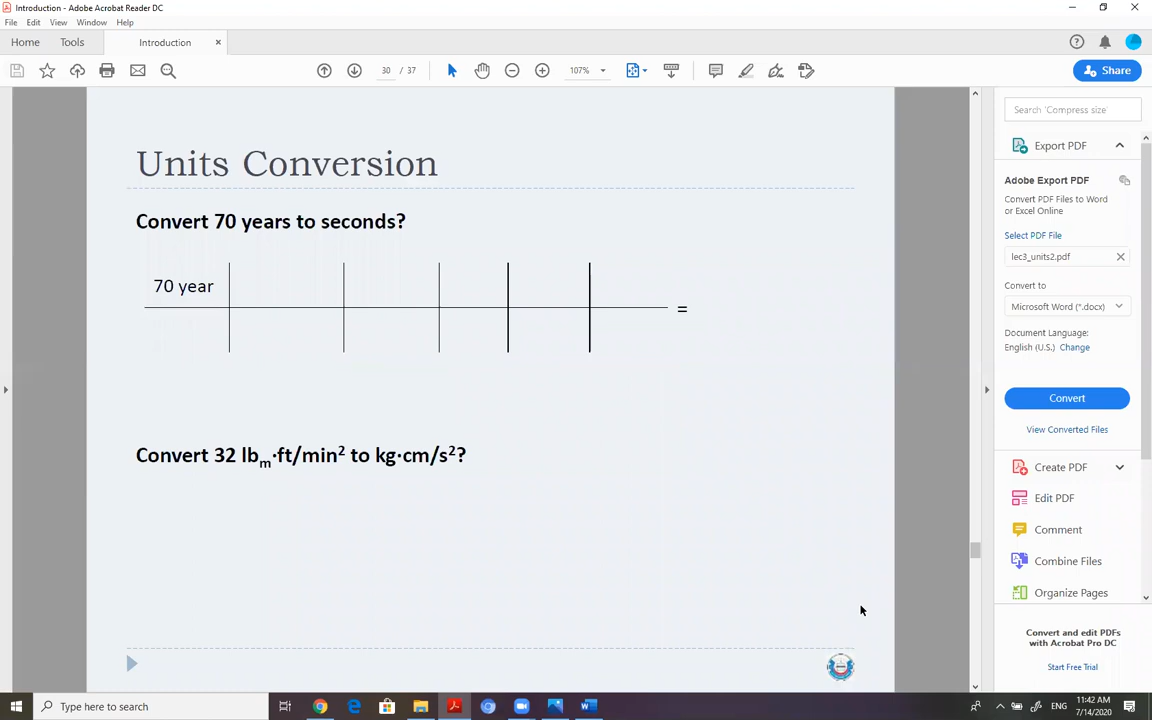 Introduction - Adobe Acrobat Reader DC
File Edit View Window Help
Home Tools Introduction ×
30 / 37 107%
Share
Search 'Compress size'
Units Conversion
Convert 70 years to seconds?
70 year
=
Convert 32 lbₘ·ft/min² to kg·cm/s²?
Export PDF
Adobe Export PDF
Convert PDF Files to Word
or Excel Online
Select PDF File
lec3_units2.pdf
Convert to
Microsoft Word (*.docx)
Document Language:
English (U.S.) Change
Convert
View Converted Files
Create PDF
Edit PDF
Comment
Combine Files
Organize Pages
Convert and edit PDFs
with Acrobat Pro DC
Start Free Trial
Type here to search
ENG
11:42 AM
7/14/2020